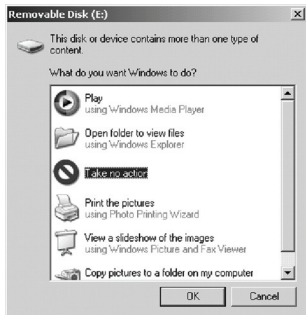 Removable Disk (E:)
This disk or device contains more than one type of
content.
What do you want Windows to do?
Play
using Windows Media Player
Open folder to view files
using Windows Explorer
Take no action
Print the pictures
using Photo Printing Wizard
View a slideshow of the images
using Windows Picture and Fax Viewer
Copy pictures to a folder on my computer
OK
Cancel